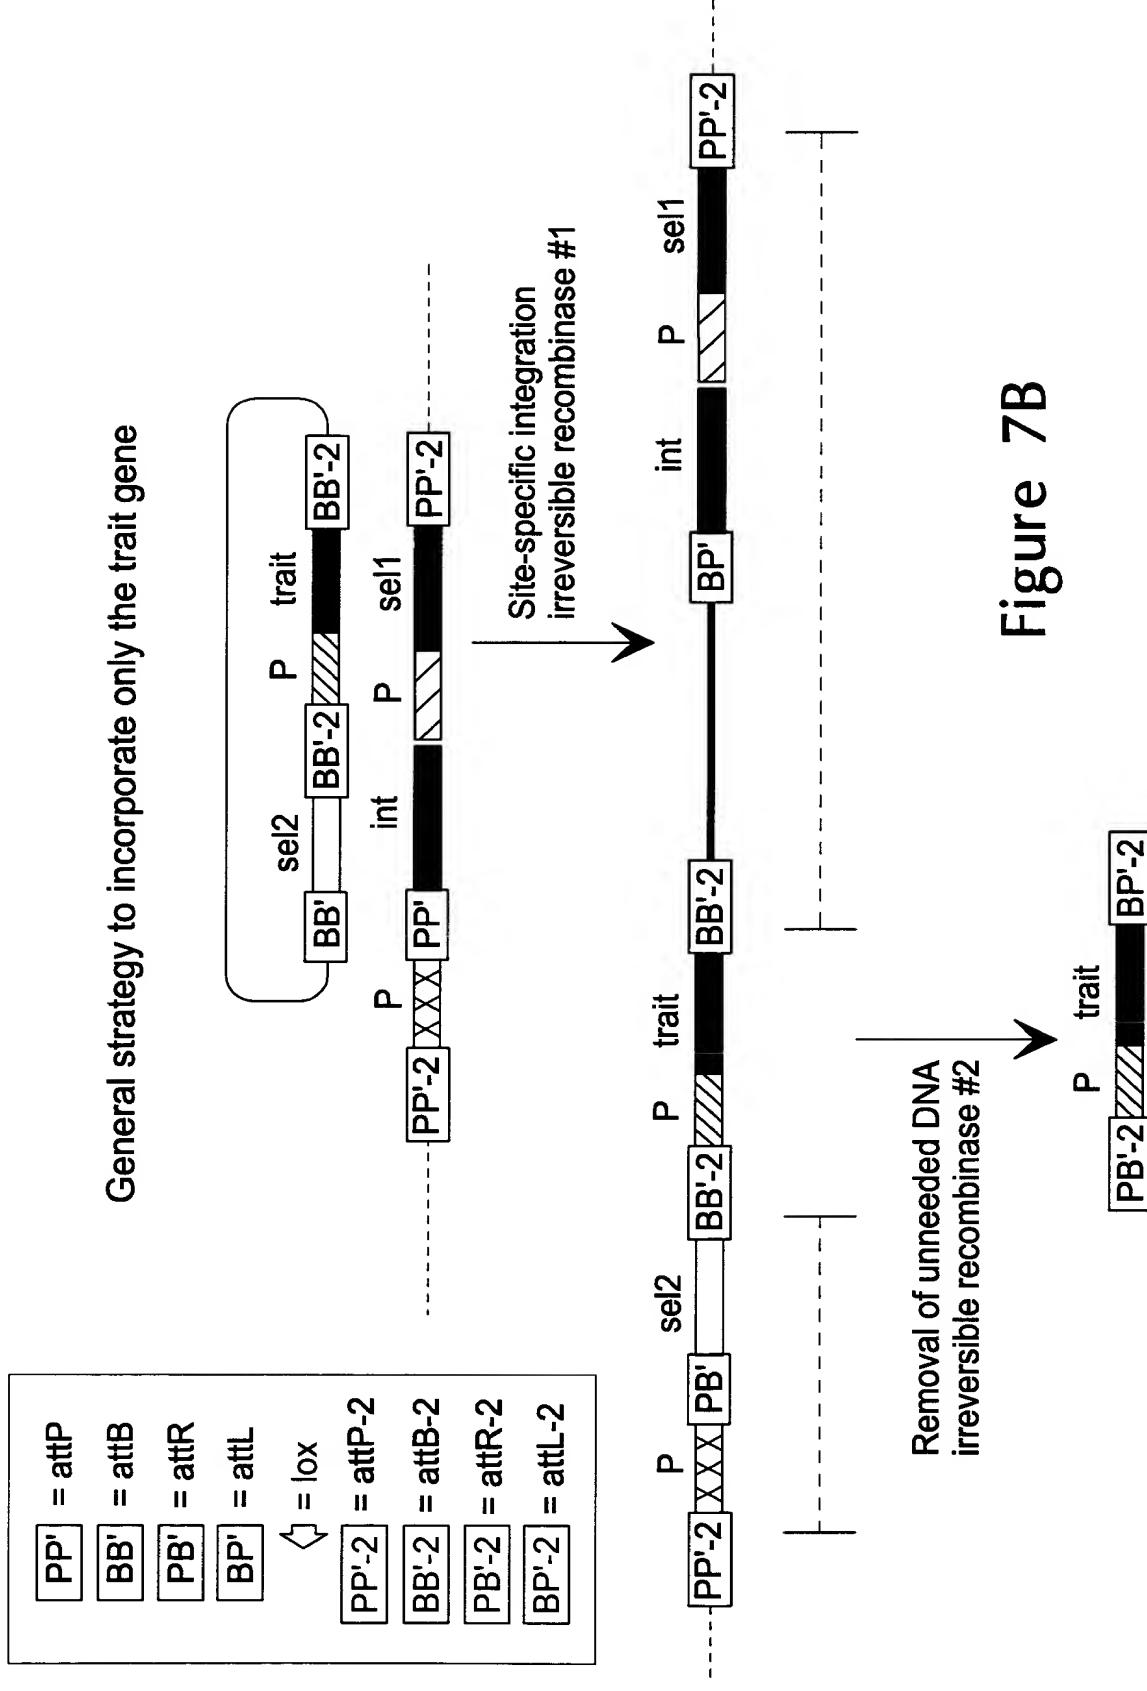 General strategy to incorporate only the trait gene
PP' = attP
BB' = attB
PB' = attR
BP' = attL
= lox
PP'-2 = attP-2
BB'-2 = attB-2
PB'-2 = attR-2
BP'-2 = attL-2
sel2 P trait
BB' BB'-2 BB'-2
P int P sel1
PP'-2 PP' PP'-2
Site-specific integration
irreversible recombinase #1
P sel2 P trait int P sel1
PP'-2 PB' BB'-2 BB'-2 BP' PP'-2
Removal of unneeded DNA
irreversible recombinase #2
P trait
PB'-2 BP'-2
Figure 7B